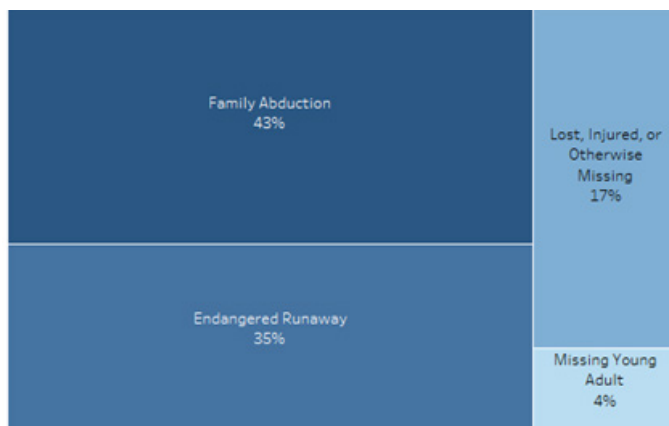 Family Abduction
43%
Endangered Runaway
35%
Lost, Injured, or
Otherwise
Missing
17%
Missing Young
Adult
4%